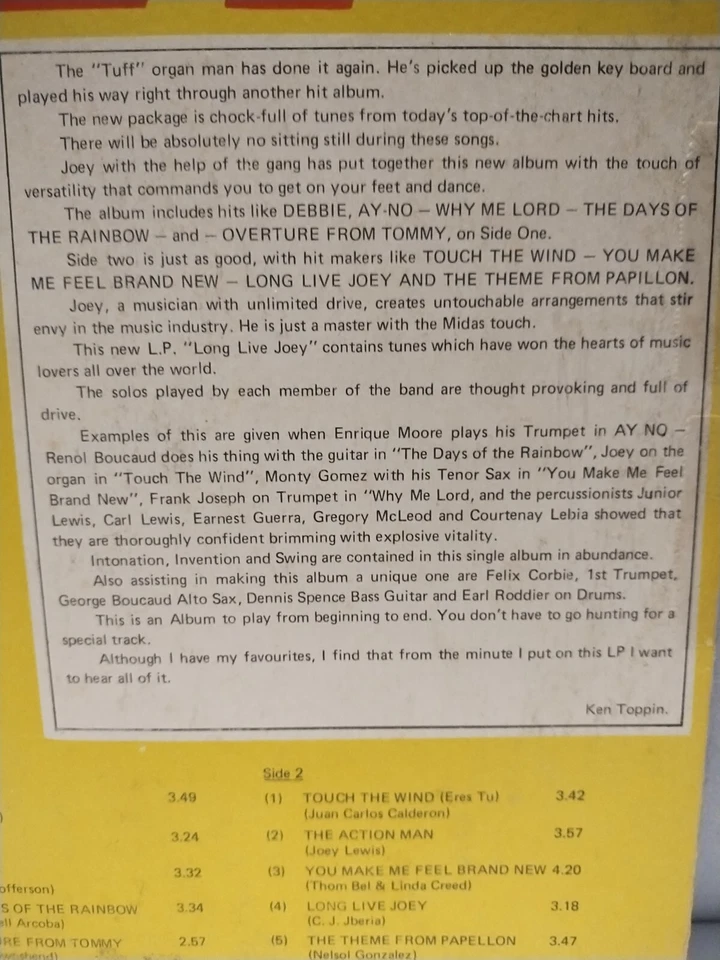 The "Tuff" organ man has done it again. He's picked up the golden key board and
played his way right through another hit album.
The new package is chock-full of tunes from today's top-of-the-chart hits.
There will be absolutely no sitting still during these songs.
Joey with the help of the gang has put together this new album with the touch of
versatility that commands you to get on your feet and dance.
The album includes hits like DEBBIE, AY-NO – WHY ME LORD – THE DAYS OF
THE RAINBOW – and – OVERTURE FROM TOMMY, on Side One.
Side two is just as good, with hit makers like TOUCH THE WIND – YOU MAKE
ME FEEL BRAND NEW – LONG LIVE JOEY AND THE THEME FROM PAPILLON.
Joey, a musician with unlimited drive, creates untouchable arrangements that stir
envy in the music industry. He is just a master with the Midas touch.
This new L.P. "Long Live Joey" contains tunes which have won the hearts of music
lovers all over the world.
The solos played by each member of the band are thought provoking and full of
drive.
Examples of this are given when Enrique Moore plays his Trumpet in AY NO –
Renol Boucaud does his thing with the guitar in "The Days of the Rainbow", Joey on the
organ in "Touch The Wind", Monty Gomez with his Tenor Sax in "You Make Me Feel
Brand New", Frank Joseph on Trumpet in "Why Me Lord, and the percussionists Junior
Lewis, Carl Lewis, Earnest Guerra, Gregory McLeod and Courtenay Lebia showed that
they are thoroughly confident brimming with explosive vitality.
Intonation, Invention and Swing are contained in this single album in abundance.
Also assisting in making this album a unique one are Felix Corbie, 1st Trumpet,
George Boucaud Alto Sax, Dennis Spence Bass Guitar and Earl Roddier on Drums.
This is an Album to play from beginning to end. You don't have to go hunting for a
special track.
Although I have my favourites, I find that from the minute I put on this LP I want
to hear all of it.
Ken Toppin.
3.49
)
3.24
3.32
offerson)
S OF THE RAINBOW 3.34
ell Arcoba)
RE FROM TOMMY 2.57
Side 2
(1) TOUCH THE WIND (Eres Tu) 3.42
(Juan Carlos Calderon)
(2) THE ACTION MAN 3.57
(Joey Lewis)
(3) YOU MAKE ME FEEL BRAND NEW 4.20
(Thom Bel & Linda Creed)
(4) LONG LIVE JOEY 3.18
(C. J. Jberia)
(5) THE THEME FROM PAPELLON 3.47
(Nelsol Gonzalez)